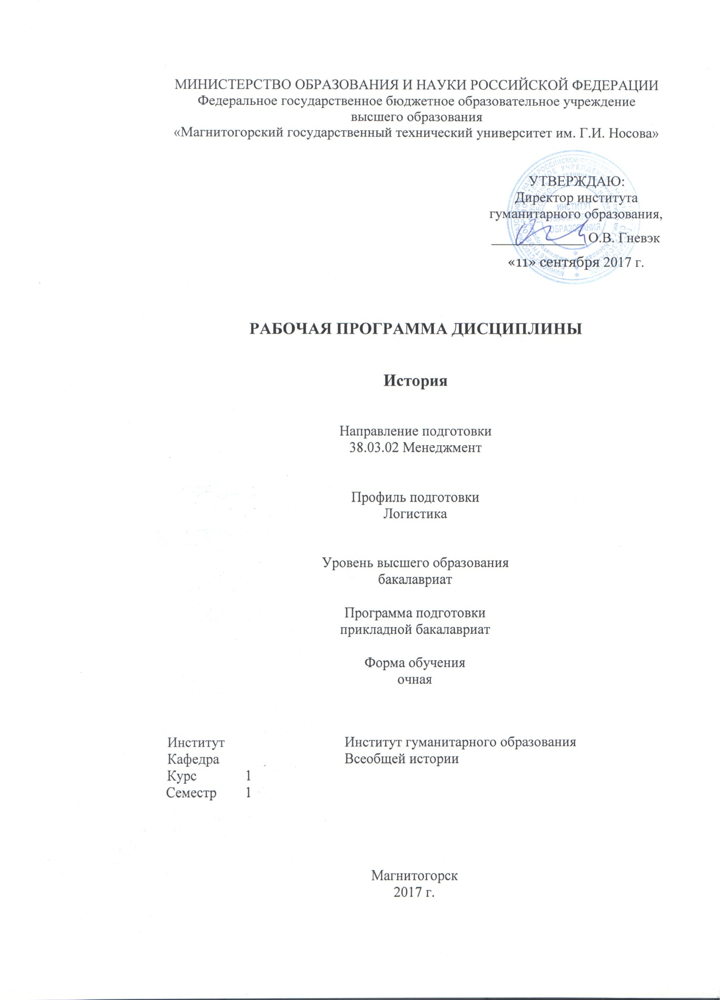 МИНИСТЕРСТВО ОБРАЗОВАНИЯ И НАУКИ РОССИЙСКОЙ ФЕДЕРАЦИИ
Федеральное государственное бюджетное образовательное учреждение
высшего образования
«Магнитогорский государственный технический университет им. Г.И. Носова»
УТВЕРЖДАЮ:
Директор института
гуманитарного образования,
О.В. Гневэк
«11» сентября 2017 г.
ИНСТИТУТ
ГУМАНИТАРНОГО
ОБРАЗОВАНИЯ
РАБОЧАЯ ПРОГРАММА ДИСЦИПЛИНЫ
История
Направление подготовки
38.03.02 Менеджмент
Профиль подготовки
Логистика
Уровень высшего образования
бакалавриат
Программа подготовки
прикладной бакалавриат
Форма обучения
очная
Институт Институт гуманитарного образования
Кафедра Всеобщей истории
Курс 1
Семестр 1
Магнитогорск
2017 г.